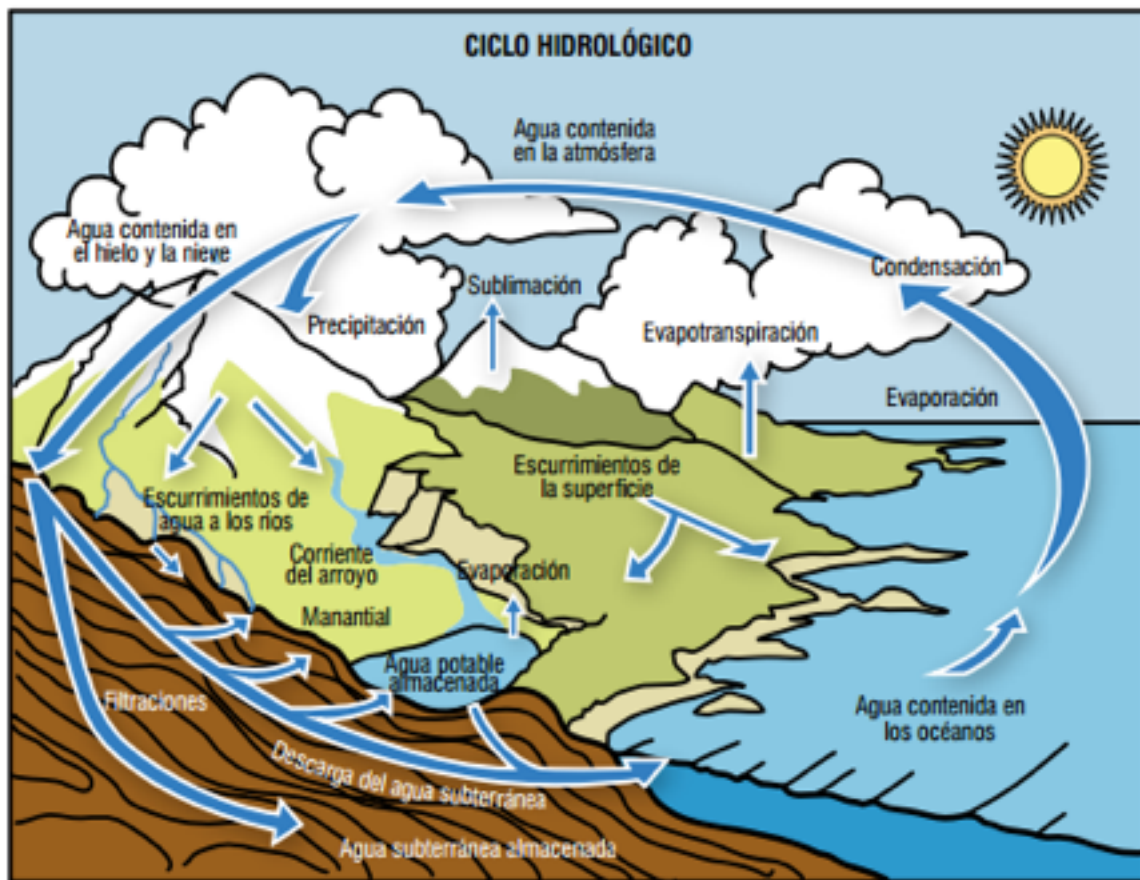 CICLO HIDROLÓGICO
Agua contenida
en la atmósfera
Agua contenida en
el hielo y la nieve
Condensación
Sublimación
Precipitación
Evapotranspiración
Evaporación
Escurrimientos de
la superficie
Escurrimientos de
agua a los ríos
Corriente
del arroyo
Evaporación
Manantial
Agua potable
almacenada
Filtraciones
Agua contenida en
los océanos
Descarga del agua subterránea
Agua subterránea almacenada